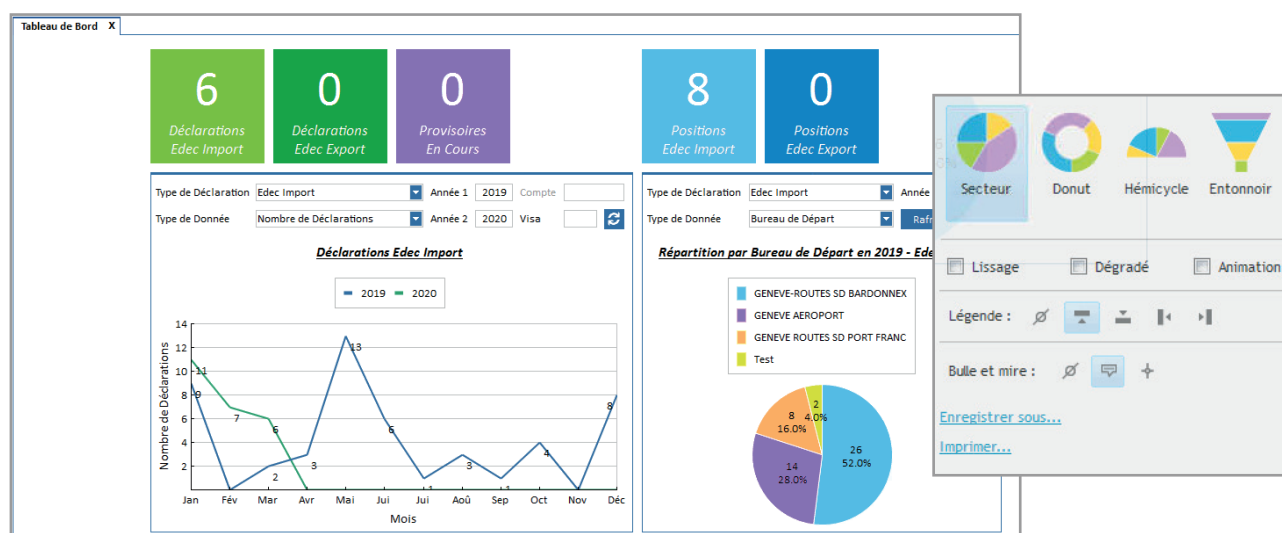 Tableau de Bord X
6
Déclarations
Edec Import
0
Déclarations
Edec Export
0
Provisoires
En Cours
8
Positions
Edec Import
0
Positions
Edec Export
Type de Déclaration Edec Import Année 1 2019 Compte
Type de Donnée Nombre de Déclarations Année 2 2020 Visa
Déclarations Edec Import
2019 2020
Nombre de Déclarations
14
12
10
8
6
4
2
11
9
7
6
2
3
13
6
1
3
1
4
8
Jan Fév Mar Avr Mai Jui Jui Aoû Sep Oct Nov Déc
Mois
Type de Déclaration Edec Import Année
Type de Donnée Bureau de Départ Raf
Répartition par Bureau de Départ en 2019 - Ede
GENEVE-ROUTES SD BARDONNEX
GENEVE AEROPORT
GENEVE ROUTES SD PORT FRANC
Test
2
4.0%
8
16.0%
26
52.0%
14
28.0%
Secteur Donut Hémicycle Entonnoir
Lissage Dégradé Animation
Légende :
Bulle et mire :
Enregistrer sous...
Imprimer...